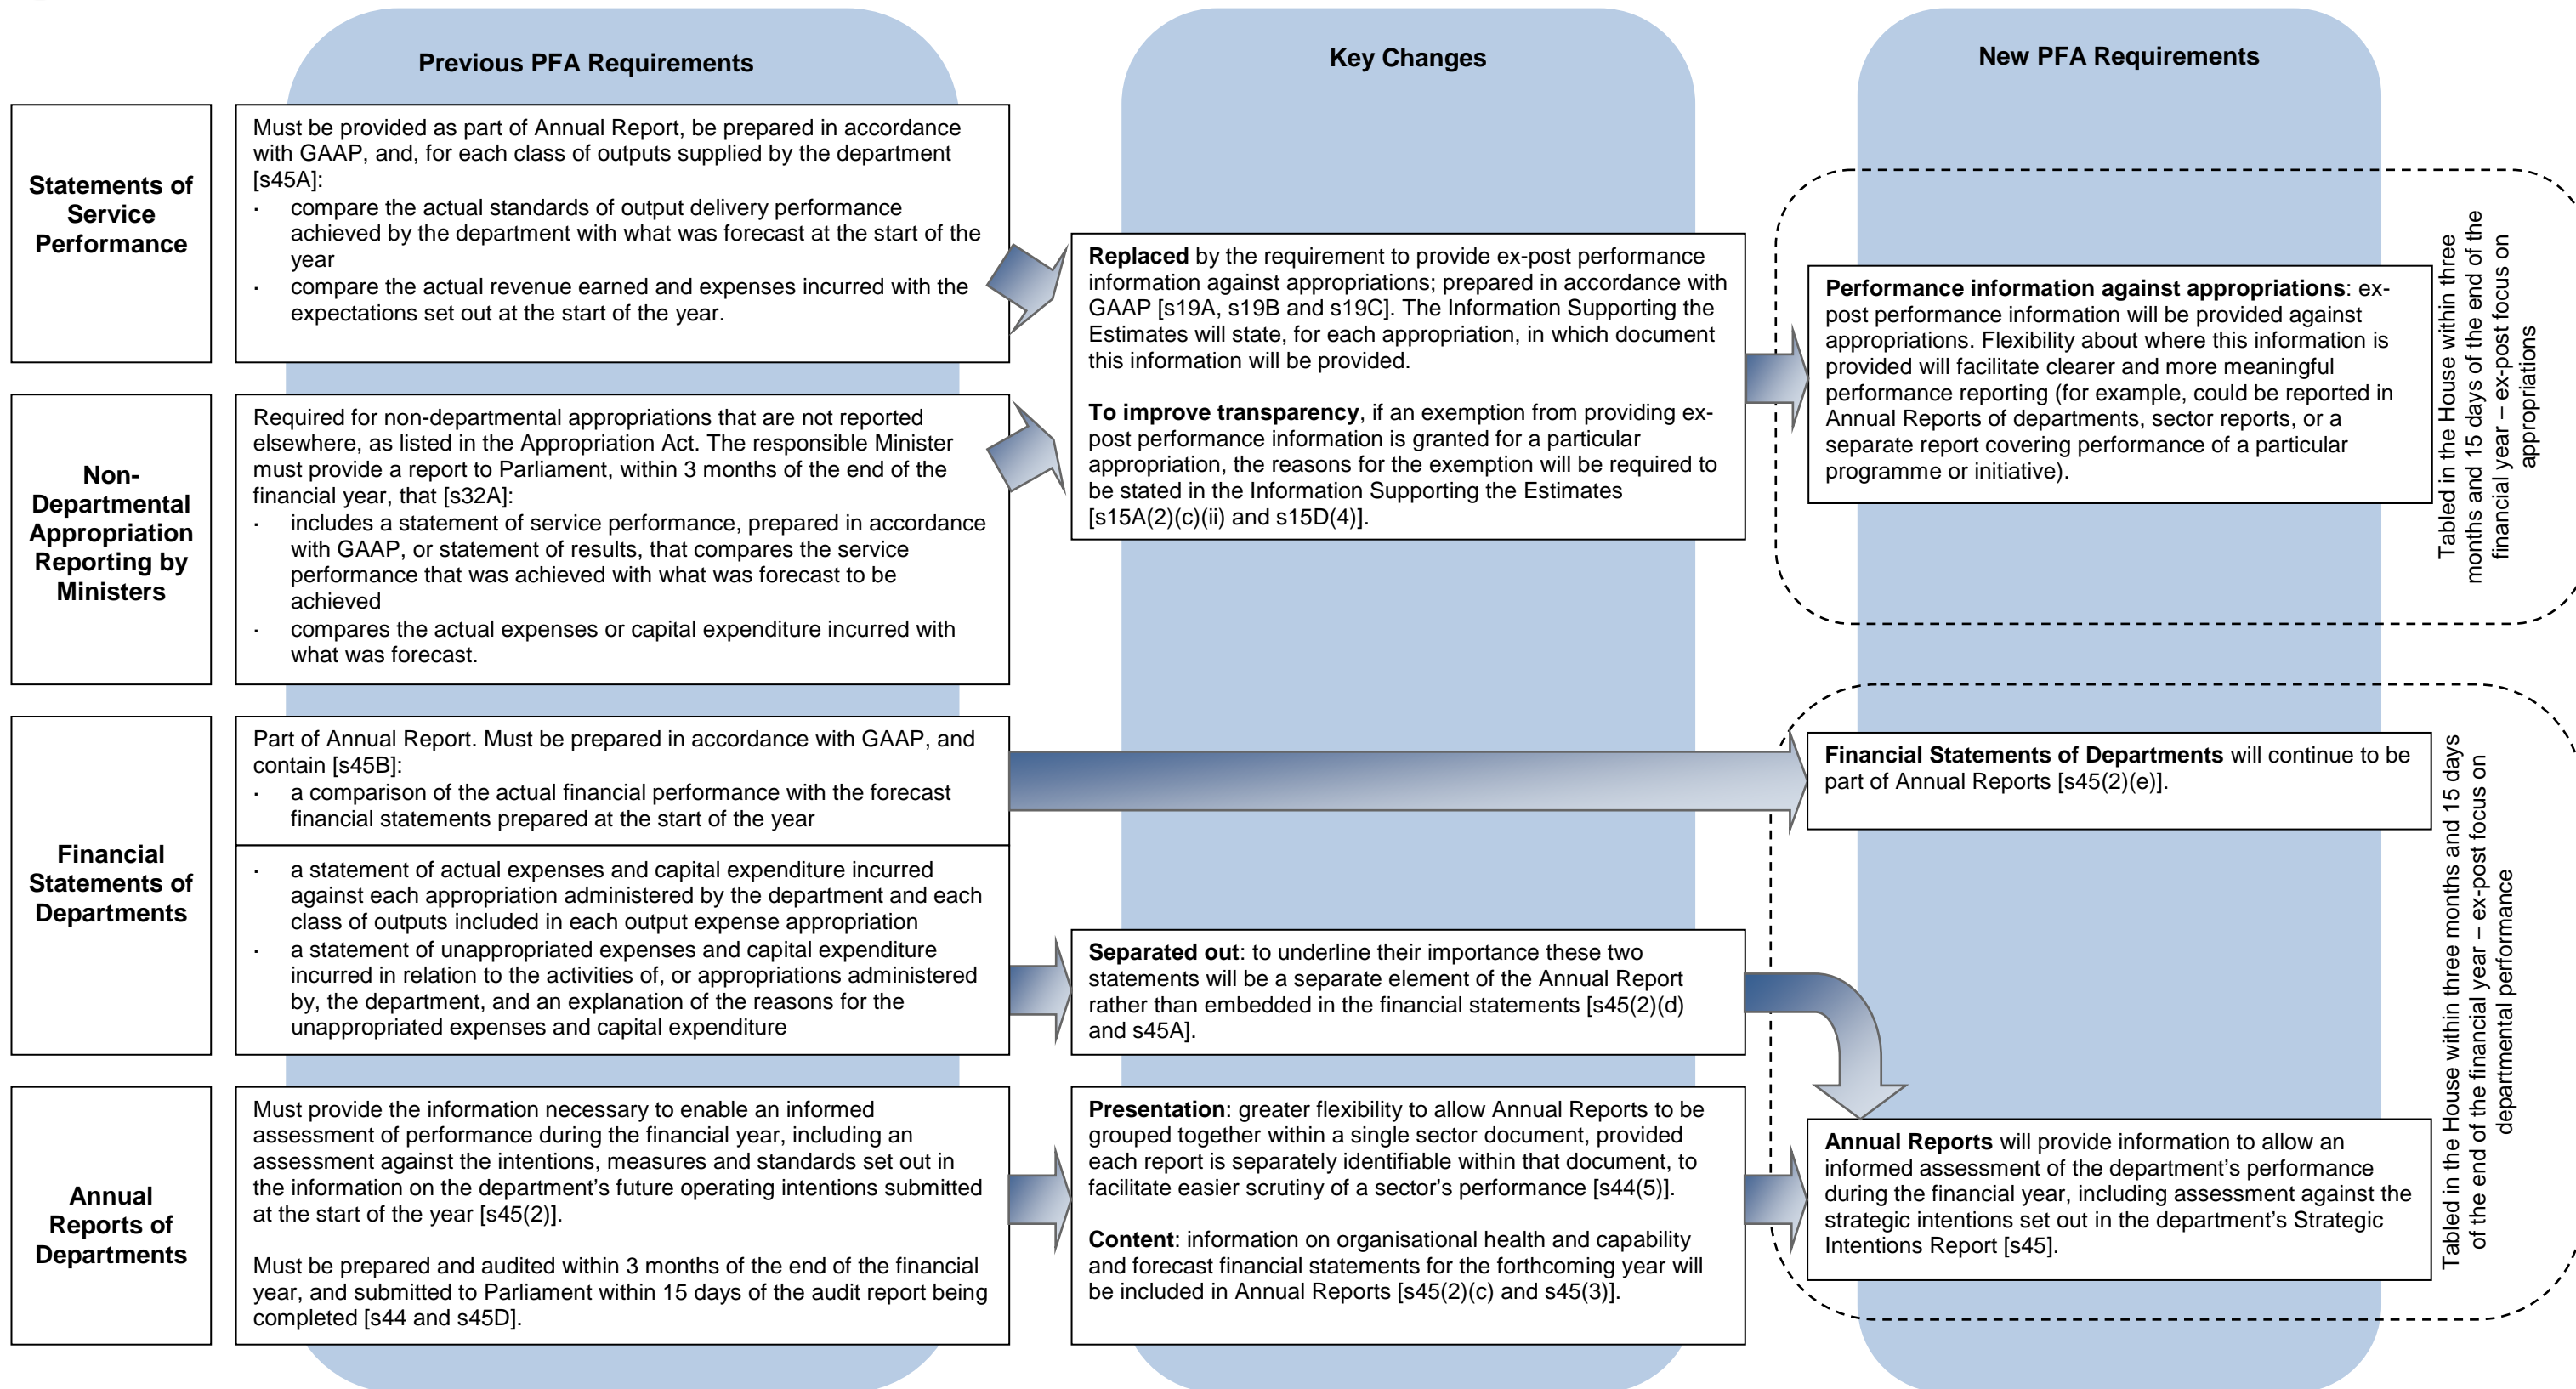 Previous PFA Requirements
Key Changes
New PFA Requirements
Statements of
Service
Performance
Must be provided as part of Annual Report, be prepared in accordance
with GAAP, and, for each class of outputs supplied by the department
[s45A]:
· compare the actual standards of output delivery performance
achieved by the department with what was forecast at the start of the
year
· compare the actual revenue earned and expenses incurred with the
expectations set out at the start of the year.
Non-
Departmental
Appropriation
Reporting by
Ministers
Required for non-departmental appropriations that are not reported
elsewhere, as listed in the Appropriation Act. The responsible Minister
must provide a report to Parliament, within 3 months of the end of the
financial year, that [s32A]:
· includes a statement of service performance, prepared in accordance
with GAAP, or statement of results, that compares the service
performance that was achieved with what was forecast to be
achieved
· compares the actual expenses or capital expenditure incurred with
what was forecast.
Replaced by the requirement to provide ex-post performance
information against appropriations; prepared in accordance with
GAAP [s19A, s19B and s19C]. The Information Supporting the
Estimates will state, for each appropriation, in which document
this information will be provided.
To improve transparency, if an exemption from providing ex-
post performance information is granted for a particular
appropriation, the reasons for the exemption will be required to
be stated in the Information Supporting the Estimates
[s15A(2)(c)(ii) and s15D(4)].
Performance information against appropriations: ex-
post performance information will be provided against
appropriations. Flexibility about where this information is
provided will facilitate clearer and more meaningful
performance reporting (for example, could be reported in
Annual Reports of departments, sector reports, or a
separate report covering performance of a particular
programme or initiative).
Tabled in the House within three
months and 15 days of the end of the
financial year – ex-post focus on
appropriations
Financial
Statements of
Departments
Part of Annual Report. Must be prepared in accordance with GAAP, and
contain [s45B]:
· a comparison of the actual financial performance with the forecast
financial statements prepared at the start of the year
· a statement of actual expenses and capital expenditure incurred
against each appropriation administered by the department and each
class of outputs included in each output expense appropriation
· a statement of unappropriated expenses and capital expenditure
incurred in relation to the activities of, or appropriations administered
by, the department, and an explanation of the reasons for the
unappropriated expenses and capital expenditure
Separated out: to underline their importance these two
statements will be a separate element of the Annual Report
rather than embedded in the financial statements [s45(2)(d)
and s45A].
Financial Statements of Departments will continue to be
part of Annual Reports [s45(2)(e)].
Annual
Reports of
Departments
Must provide the information necessary to enable an informed
assessment of performance during the financial year, including an
assessment against the intentions, measures and standards set out in
the information on the department's future operating intentions submitted
at the start of the year [s45(2)].
Must be prepared and audited within 3 months of the end of the financial
year, and submitted to Parliament within 15 days of the audit report being
completed [s44 and s45D].
Presentation: greater flexibility to allow Annual Reports to be
grouped together within a single sector document, provided
each report is separately identifiable within that document, to
facilitate easier scrutiny of a sector's performance [s44(5)].
Content: information on organisational health and capability
and forecast financial statements for the forthcoming year will
be included in Annual Reports [s45(2)(c) and s45(3)].
Annual Reports will provide information to allow an
informed assessment of the department's performance
during the financial year, including assessment against the
strategic intentions set out in the department's Strategic
Intentions Report [s45].
Tabled in the House within three months and 15 days
of the end of the financial year – ex-post focus on
departmental performance